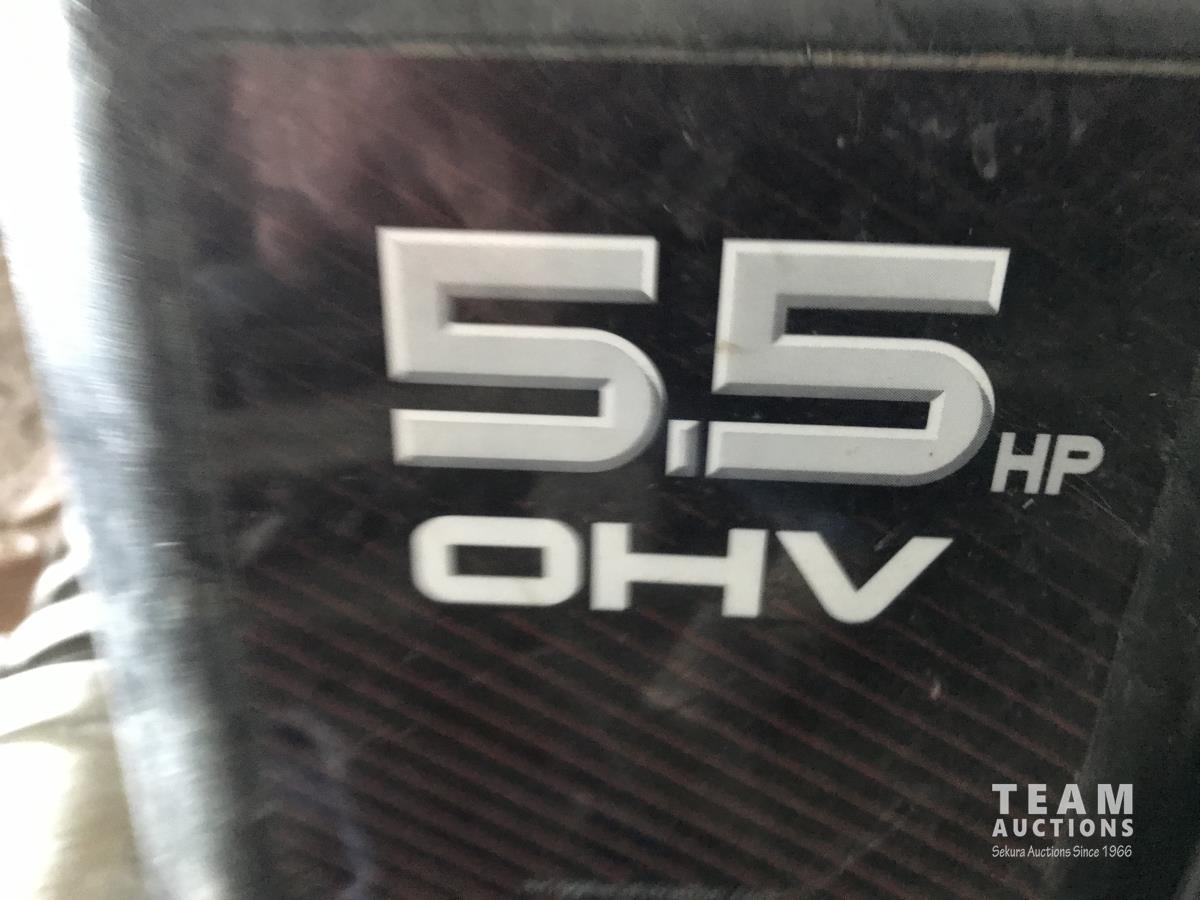 5.5 HP
OHV
TEAM
AUCTIONS
Sekura Auctions Since 1966